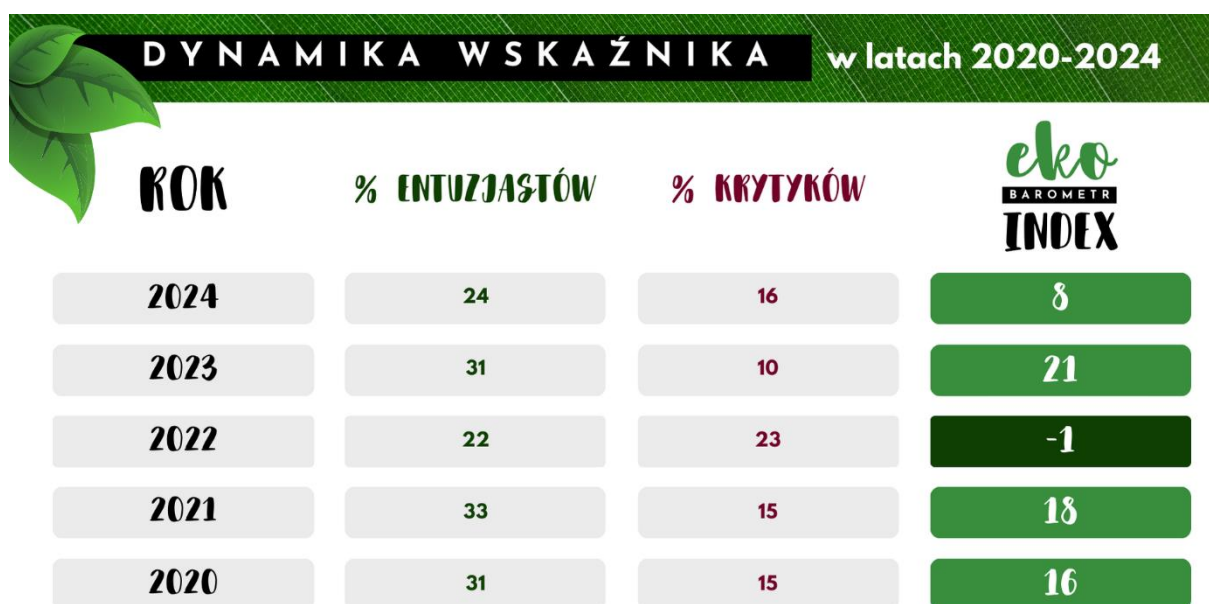 DYNAMIKA WSKAŹNIKA w latach 2020-2024
ROK % ENTUZJASTÓW % KRYTYKÓW eko BAROMETR INDEX
2024 24 16 8
2023 31 10 21
2022 22 23 -1
2021 33 15 18
2020 31 15 16